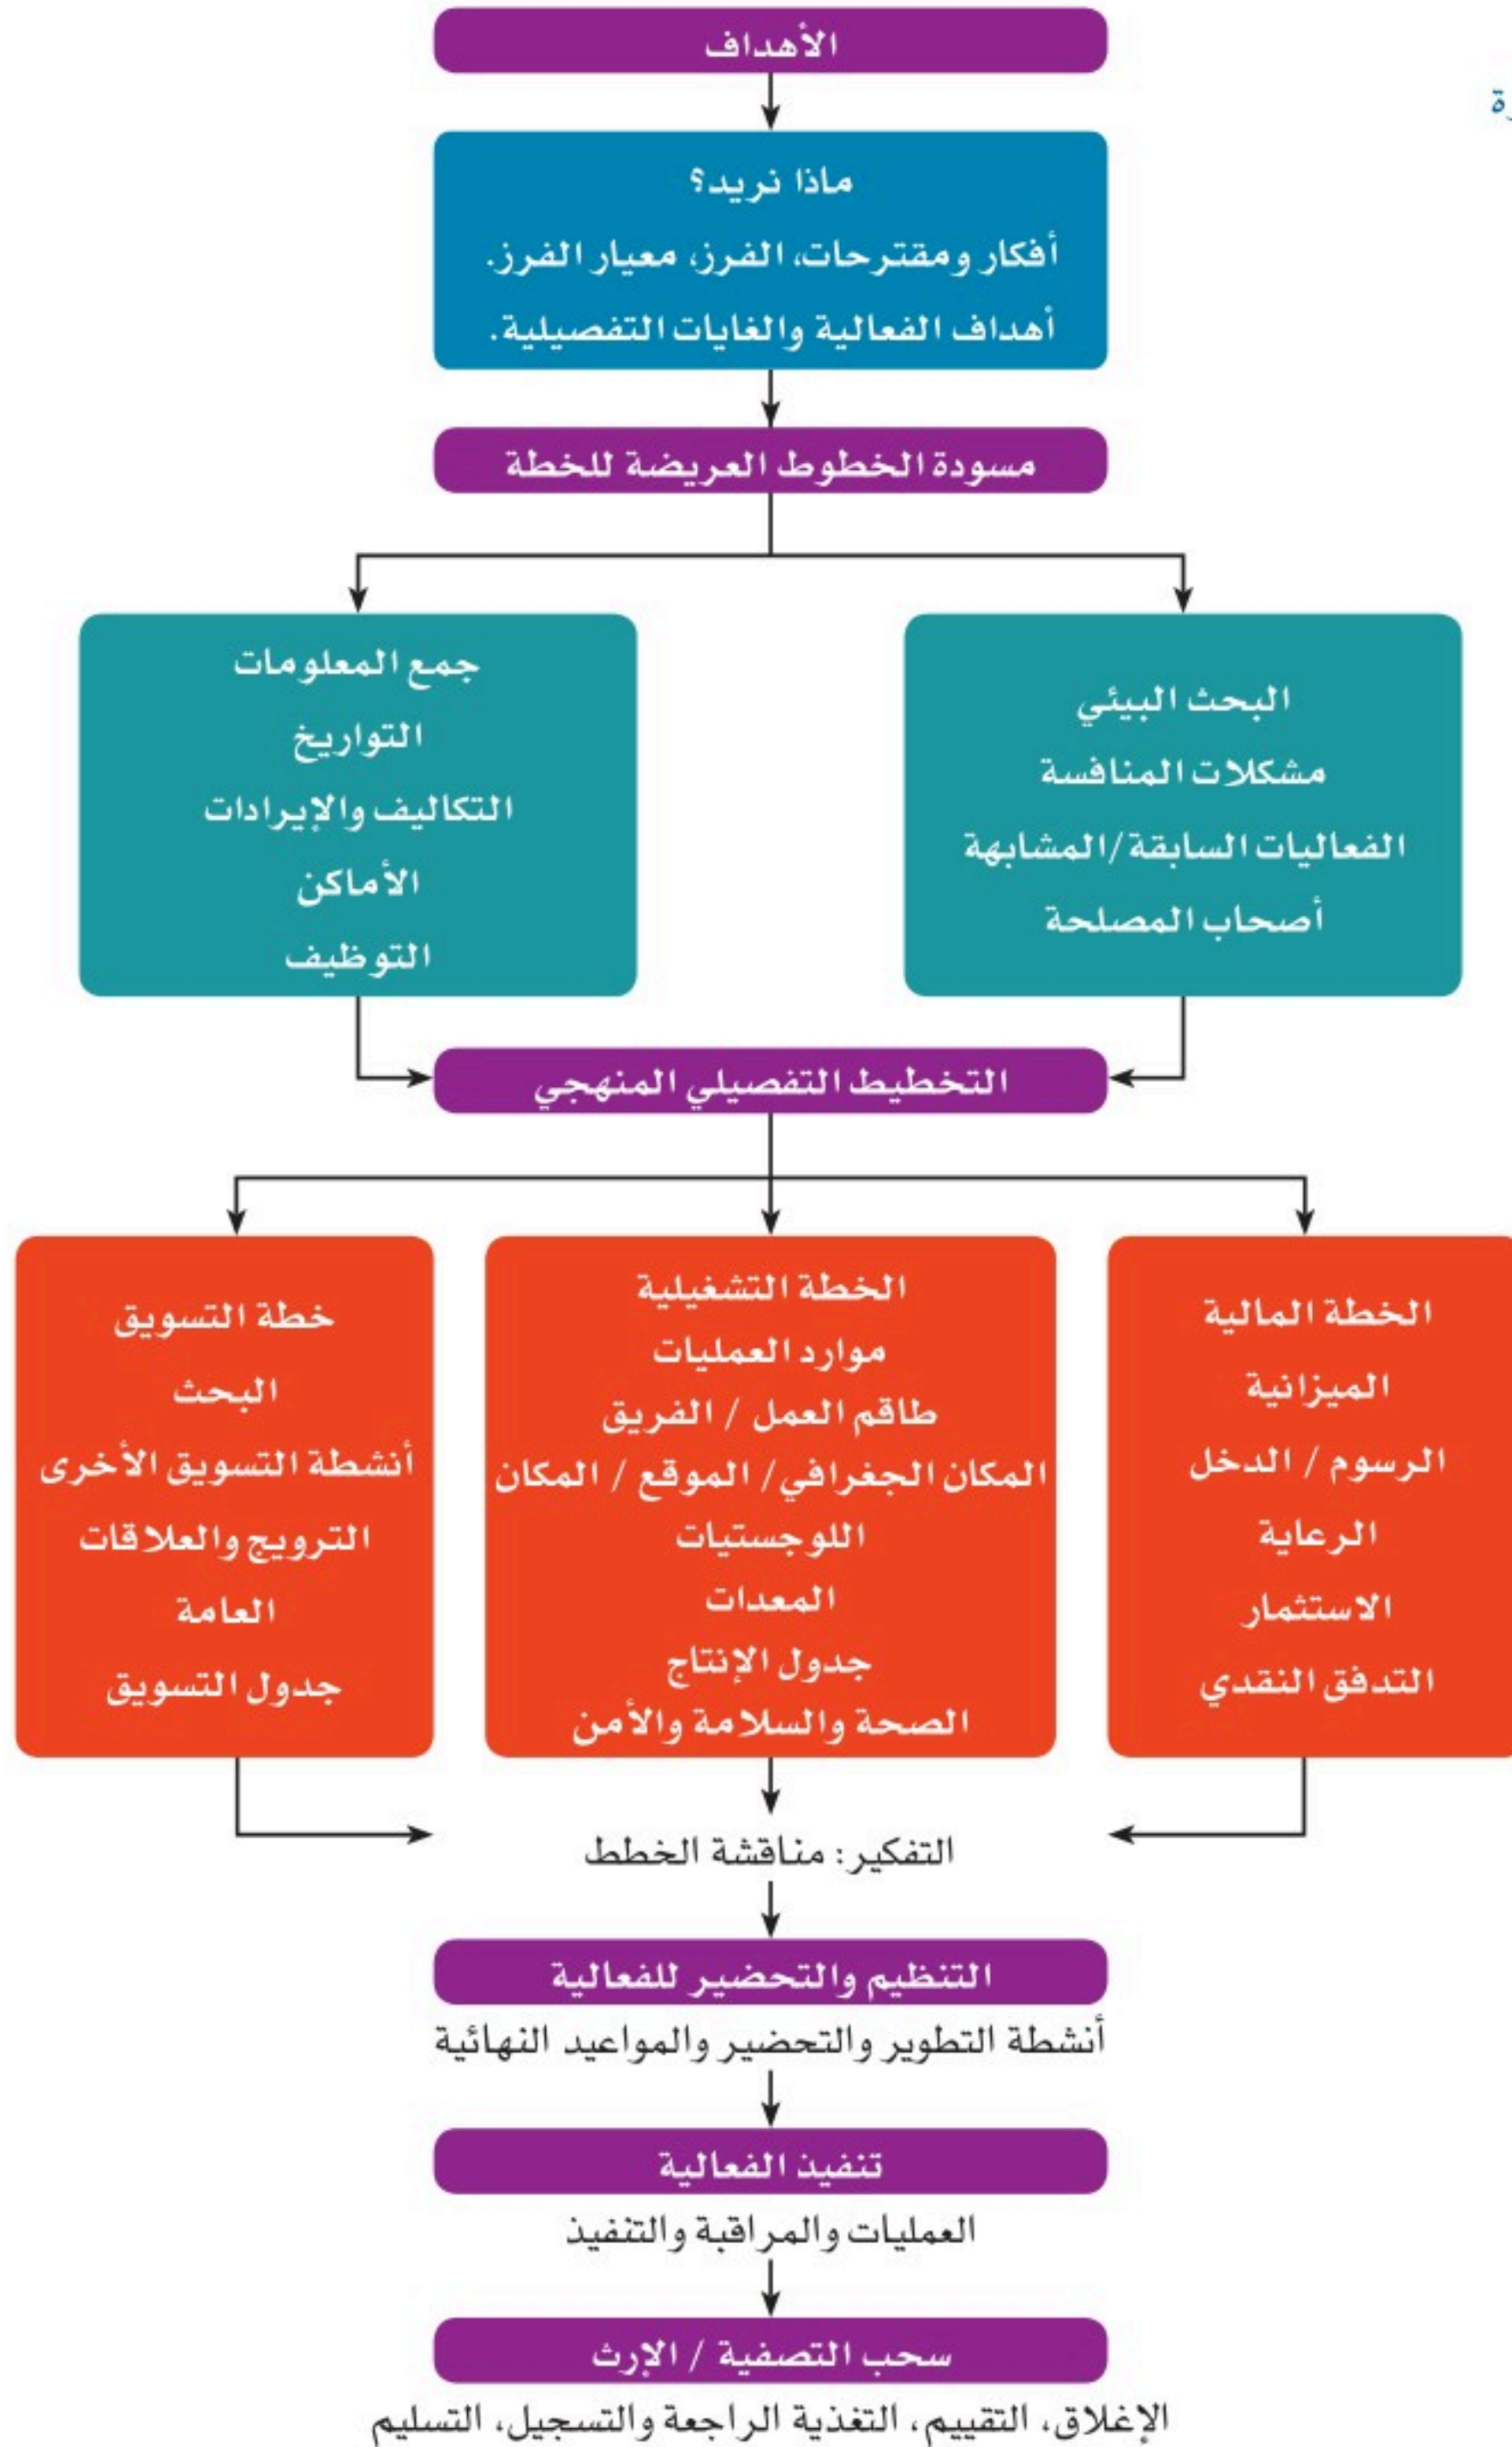 الأهداف
ماذا نريد؟
أفكار ومقترحات، الفرز، معيار الفرز.
أهداف الفعالية والغايات التفصيلية.
مسودة الخطوط العريضة للخطة
البحث البيئي
مشكلات المنافسة
الفعاليات السابقة/المشابهة
أصحاب المصلحة
جمع المعلومات
التواريخ
التكاليف والإيرادات
الأماكن
التوظيف
التخطيط التفصيلي المنهجي
الخطة المالية
الميزانية
الرسوم / الدخل
الرعاية
الاستثمار
التدفق النقدي
الخطة التشغيلية
موارد العمليات
طاقم العمل / الفريق
المكان الجغرافي/ الموقع / المكان
اللوجستيات
المعدات
جدول الإنتاج
الصحة والسلامة والأمن
خطة التسويق
البحث
أنشطة التسويق الأخرى
الترويج والعلاقات
العامة
جدول التسويق
التفكير: مناقشة الخطط
التنظيم والتحضير للفعالية
أنشطة التطوير والتحضير والمواعيد النهائية
تنفيذ الفعالية
العمليات والمراقبة والتنفيذ
سحب التصفية / الإرث
الإغلاق، التقييم، التغذية الراجعة والتسجيل، التسليم